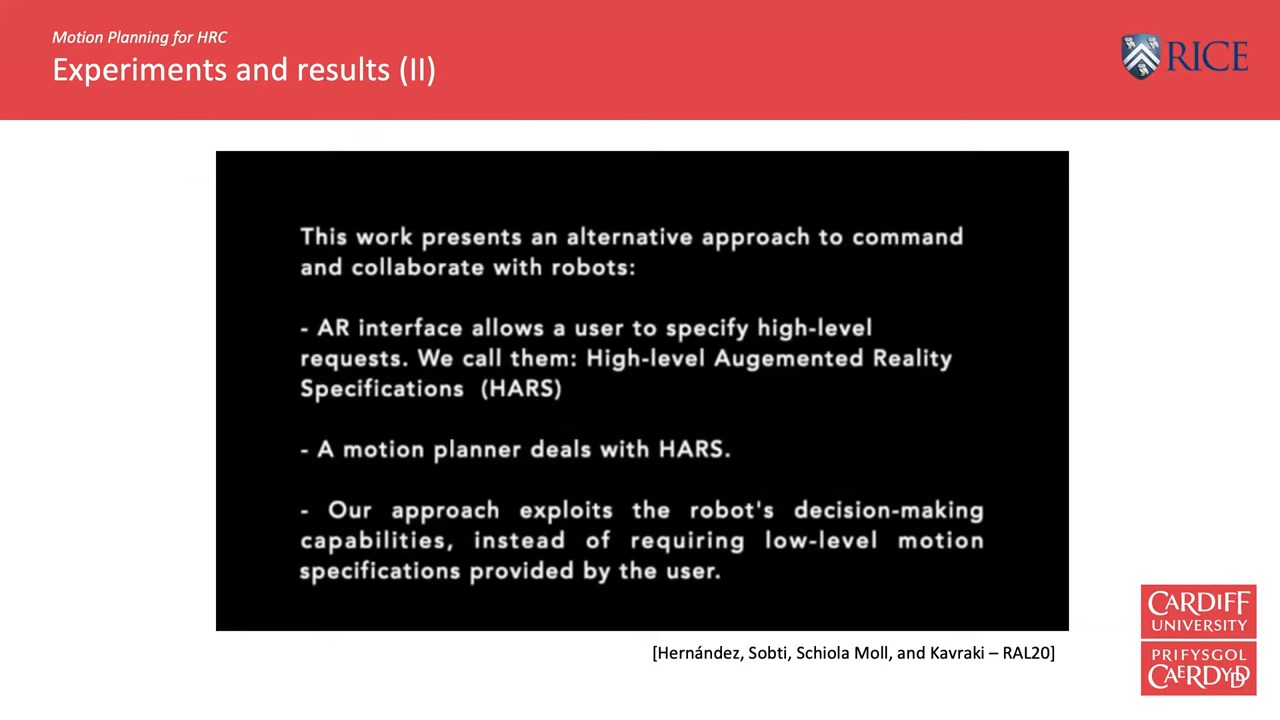 Motion Planning for HRC
Experiments and results (II)
RICE
This work presents an alternative approach to command
and collaborate with robots:
- AR interface allows a user to specify high-level
requests. We call them: High-level Augemented Reality
Specifications (HARS)
- A motion planner deals with HARS.
- Our approach exploits the robot's decision-making
capabilities, instead of requiring low-level motion
specifications provided by the user.
[Hernández, Sobti, Schiola Moll, and Kavraki – RAL20]
CARDIFF
UNIVERSITY
PRIFYSGOL
CAERDYDD